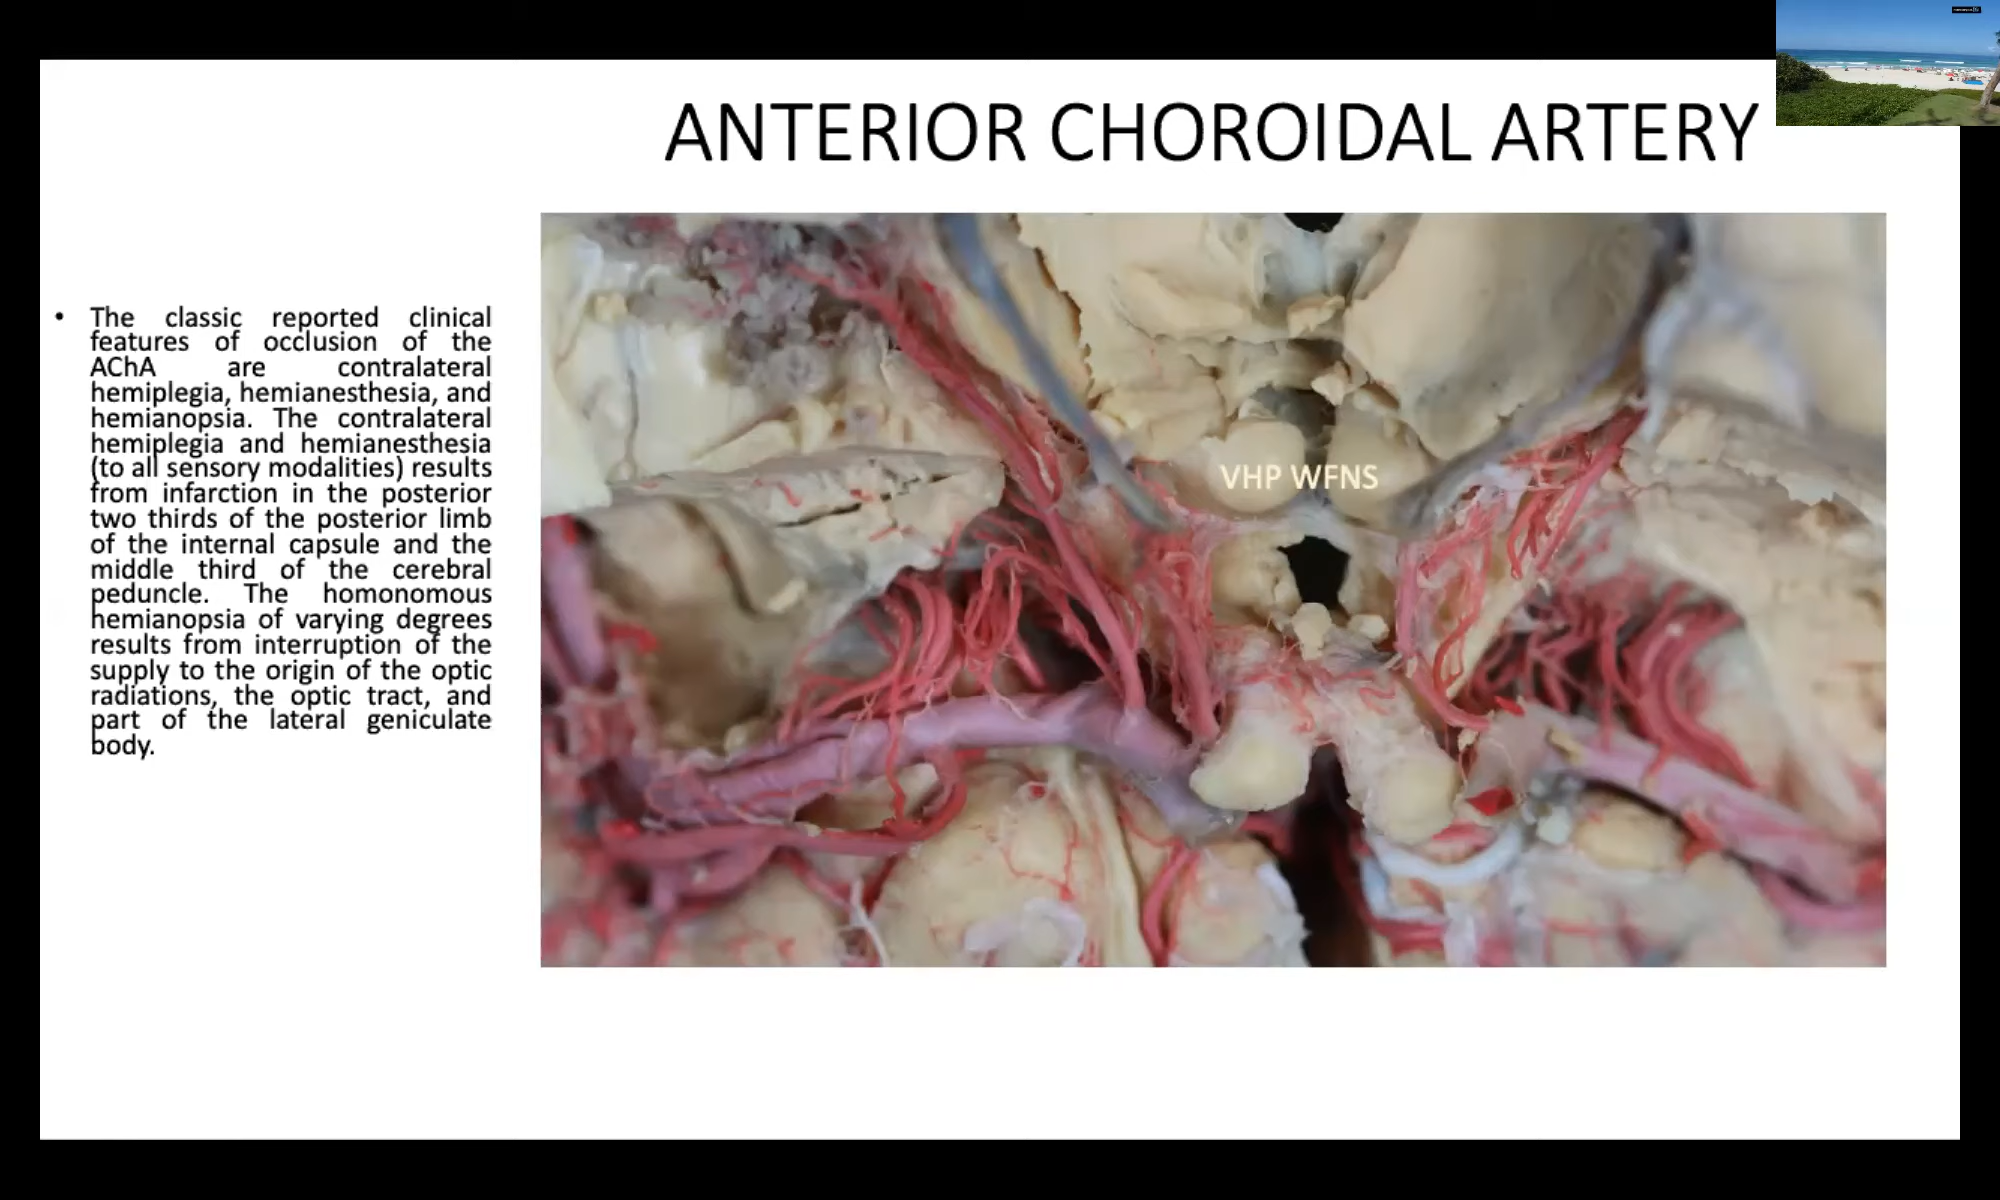 ANTERIOR CHOROIDAL ARTERY
• The classic reported clinical
features of occlusion of the
AChA are contralateral
hemiplegia, hemianesthesia, and
hemianopsia. The contralateral
hemiplegia and hemianesthesia
(to all sensory modalities) results
from infarction in the posterior
two thirds of the posterior limb
of the internal capsule and the
middle third of the cerebral
peduncle. The homonomous
hemianopsia of varying degrees
results from interruption of the
supply to the origin of the optic
radiations, the optic tract, and
part of the lateral geniculate
body.
VHP WFNS